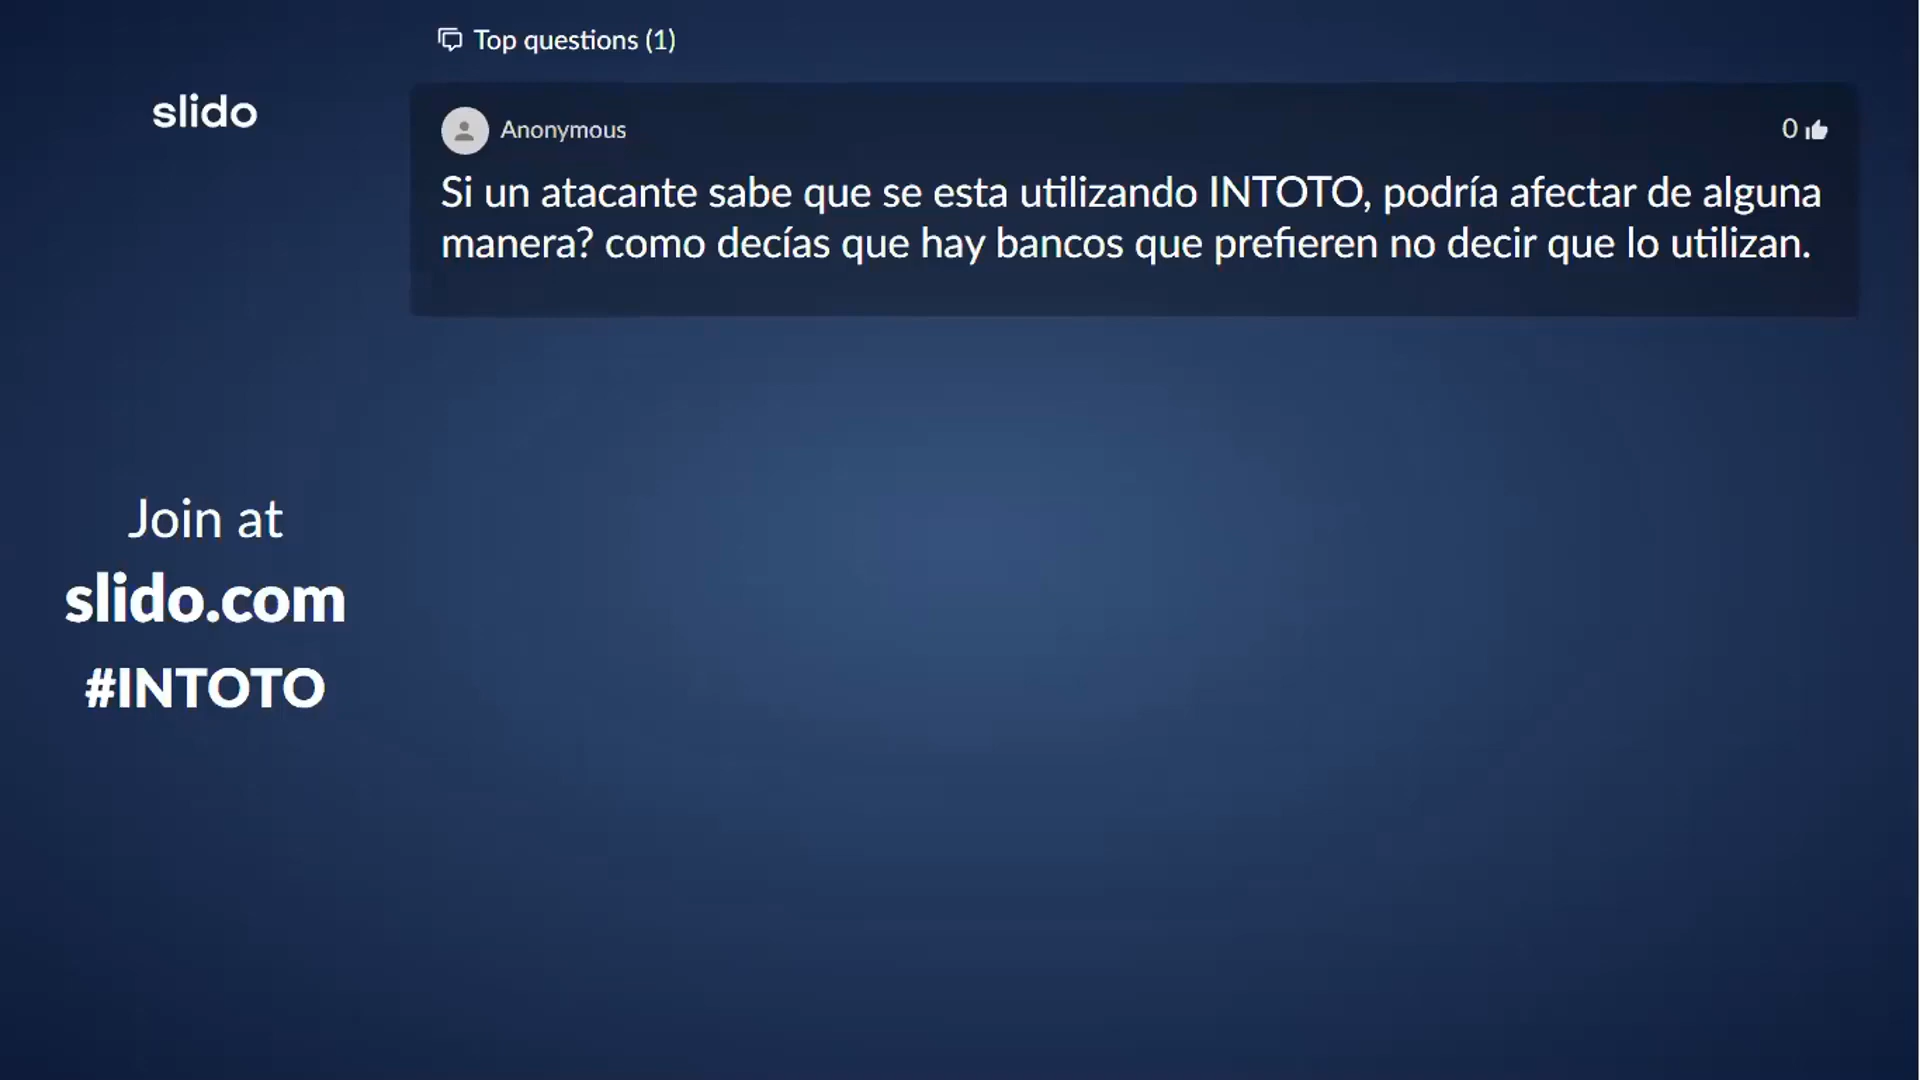 Top questions (1)
slido
Anonymous
0
Si un atacante sabe que se esta utilizando INTOTO, podría afectar de alguna
manera? como decías que hay bancos que prefieren no decir que lo utilizan.
Join at
slido.com
#INTOTO